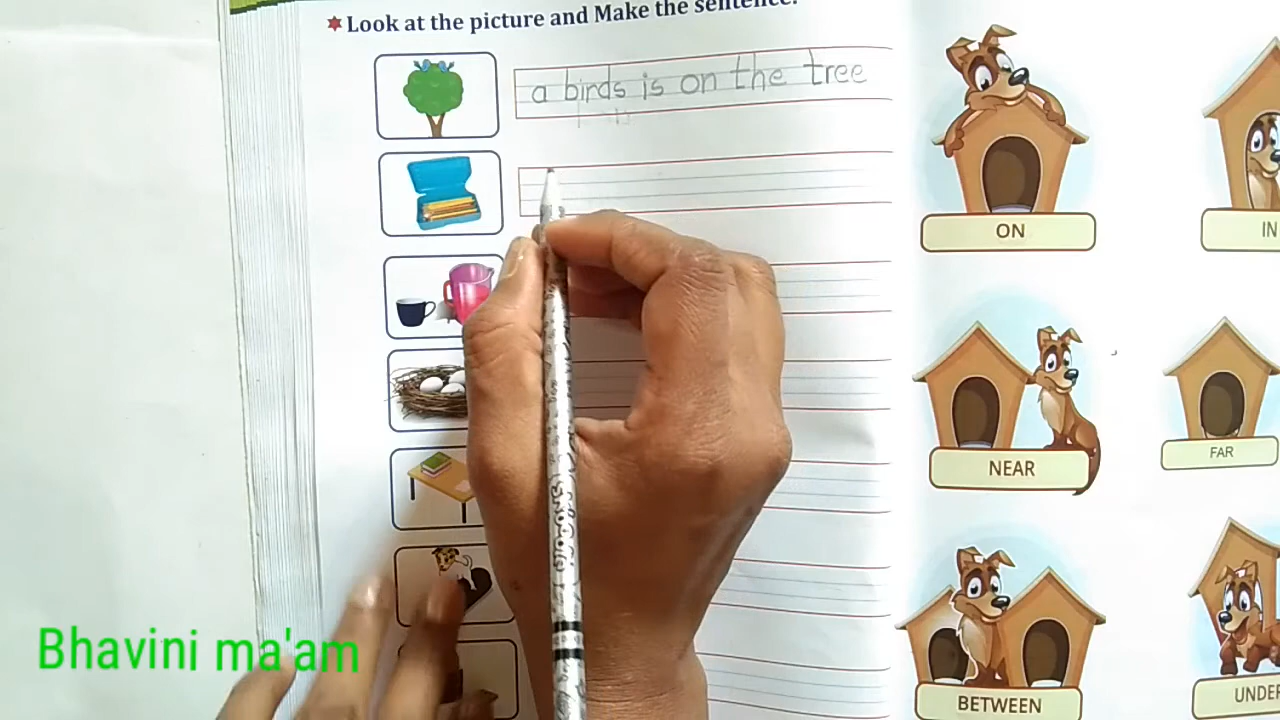 Look at the picture and Make the sentence.
a birds is on the tree
ON
IN
NEAR
FAR
BETWEEN
UNDER
Bhavini ma'am